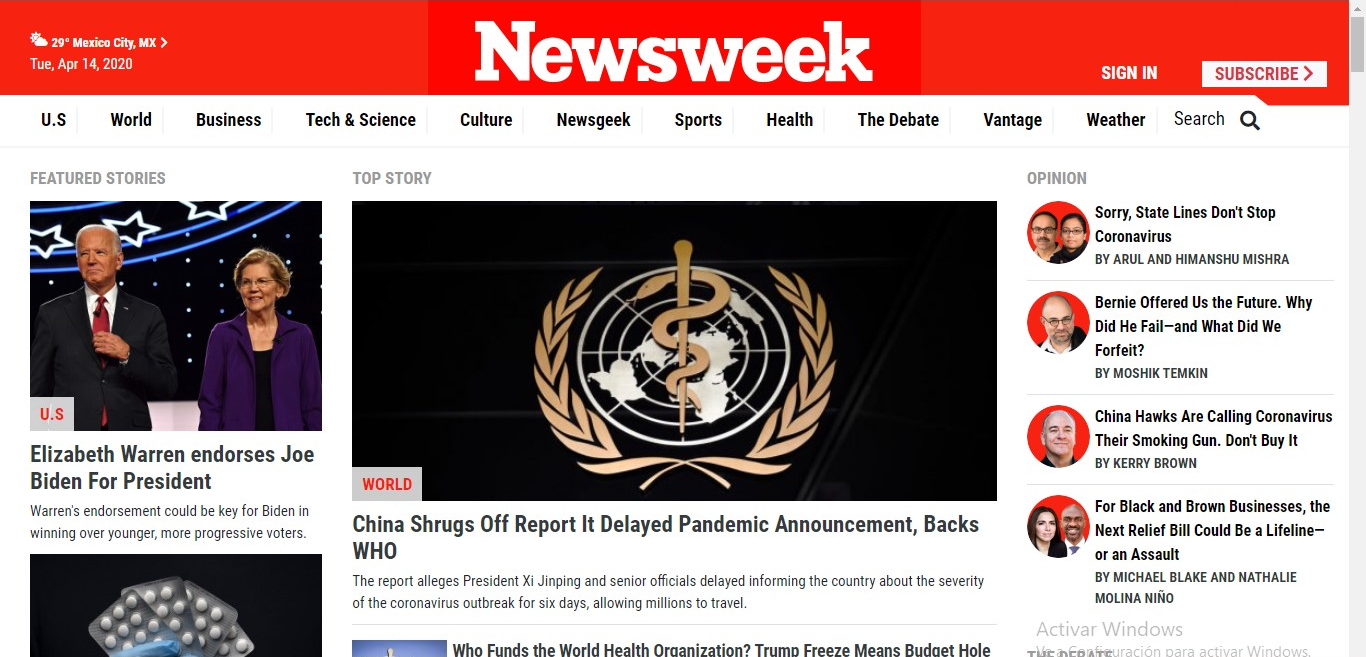 29° Mexico City, MX
Tue, Apr 14, 2020
Newsweek
SIGN IN
SUBSCRIBE
U.S
World
Business
Tech & Science
Culture
Newsgeek
Sports
Health
The Debate
Vantage
Weather
Search
FEATURED STORIES
U.S
Elizabeth Warren endorses Joe
Biden For President
Warren's endorsement could be key for Biden in
winning over younger, more progressive voters.
TOP STORY
WORLD
China Shrugs Off Report It Delayed Pandemic Announcement, Backs
WHO
The report alleges President Xi Jinping and senior officials delayed informing the country about the severity
of the coronavirus outbreak for six days, allowing millions to travel.
Who Funds the World Health Organization? Trump Freeze Means Budget Hole
OPINION
Sorry, State Lines Don't Stop
Coronavirus
BY ARUL AND HIMANSHU MISHRA
Bernie Offered Us the Future. Why
Did He Fail—and What Did We
Forfeit?
BY MOSHIK TEMKIN
China Hawks Are Calling Coronavirus
Their Smoking Gun. Don't Buy It
BY KERRY BROWN
For Black and Brown Businesses, the
Next Relief Bill Could Be a Lifeline—
or an Assault
BY MICHAEL BLAKE AND NATHALIE
MOLINA NIÑO
Activar Windows
Ve a Configuración para activar Windows.
THE DEBATE